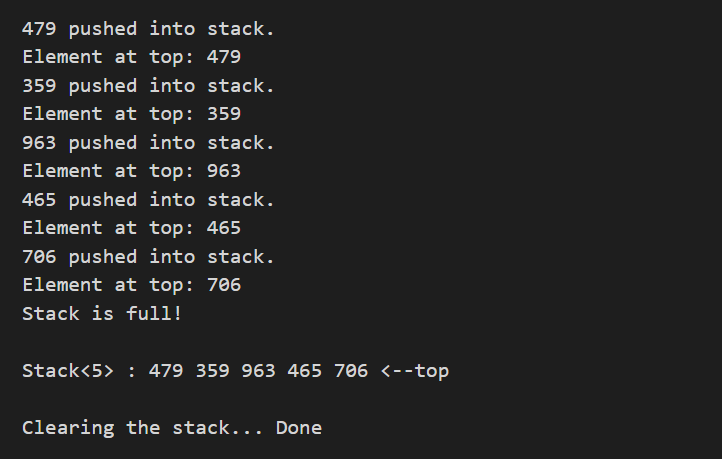 479 pushed into stack.
Element at top: 479
359 pushed into stack.
Element at top: 359
963 pushed into stack.
Element at top: 963
465 pushed into stack.
Element at top: 465
706 pushed into stack.
Element at top: 706
Stack is full!
Stack<5> : 479 359 963 465 706 <--top
Clearing the stack... Done